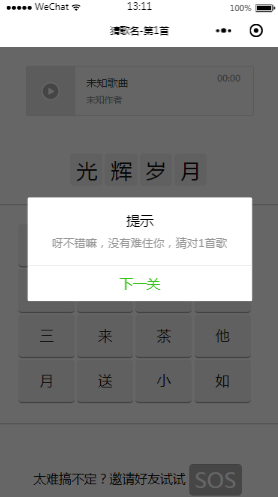 WeChat 13:11 100%
猜歌名-第1首
未知歌曲 00:00
未知作者
光 辉 岁 月
提示
呀不错嘛，没有难住你，猜对1首歌
下一关
三 来 茶 他
月 送 小 如
太难搞不定？邀请好友试试 SOS